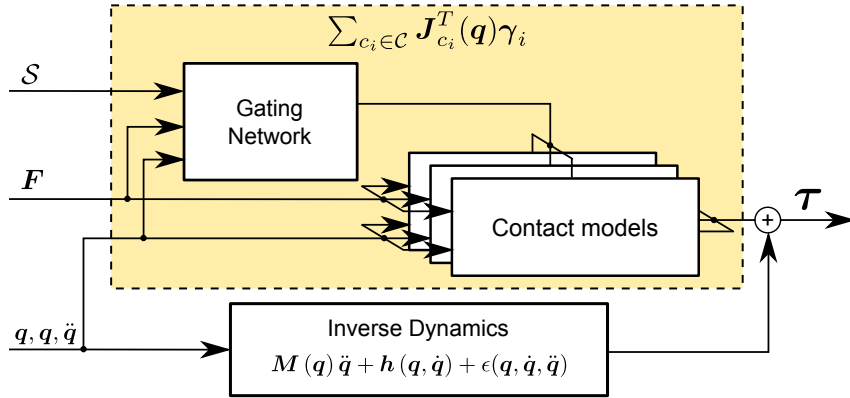 ∑_{c_i∈𝒞} J^T_{c_i}(q)γ_i
𝒮
Gating
Network
F
Contact models
τ
+
q, q, q̈
Inverse Dynamics
M (q) q̈ + h (q, q̇) + ϵ(q, q̇, q̈)